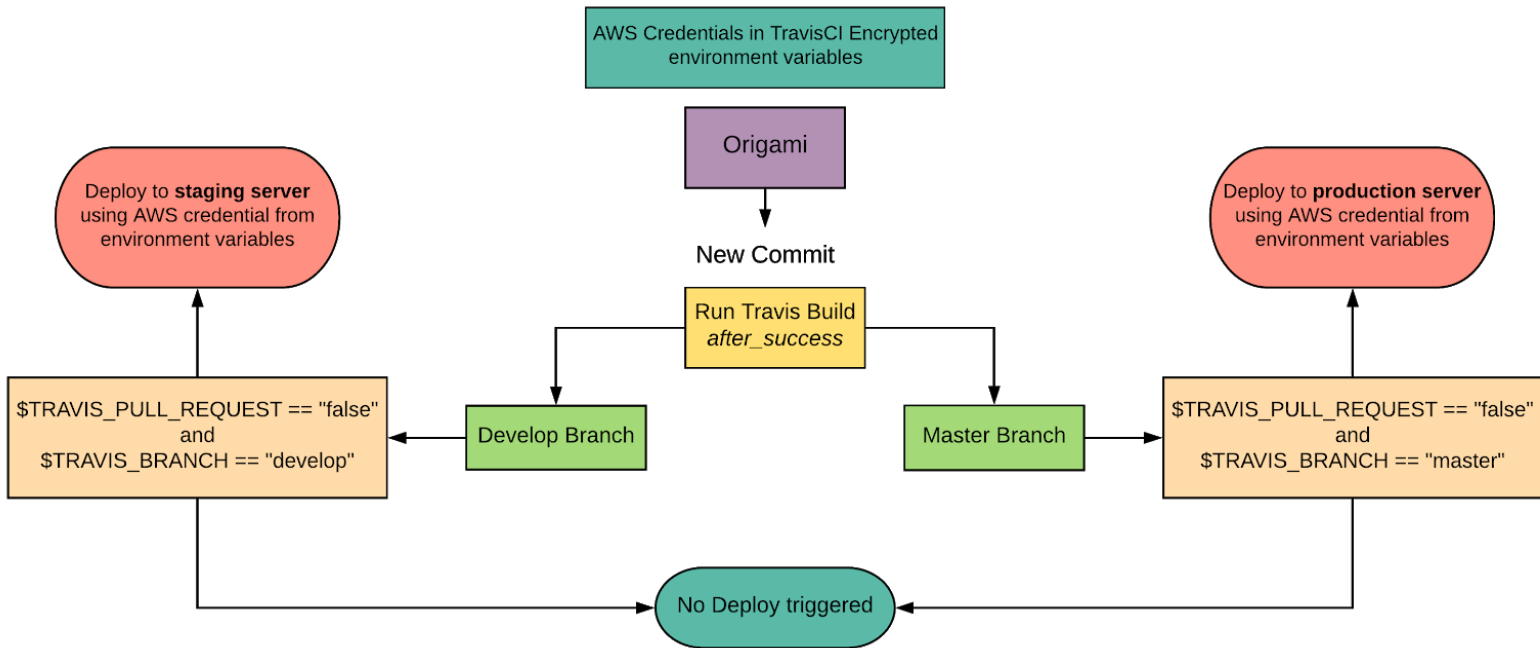 AWS Credentials in TravisCI Encrypted
environment variables
Origami
New Commit
Run Travis Build
after_success
Deploy to staging server
using AWS credential from
environment variables
Deploy to production server
using AWS credential from
environment variables
$TRAVIS_PULL_REQUEST == "false"
and
$TRAVIS_BRANCH == "develop"
Develop Branch
Master Branch
$TRAVIS_PULL_REQUEST == "false"
and
$TRAVIS_BRANCH == "master"
No Deploy triggered